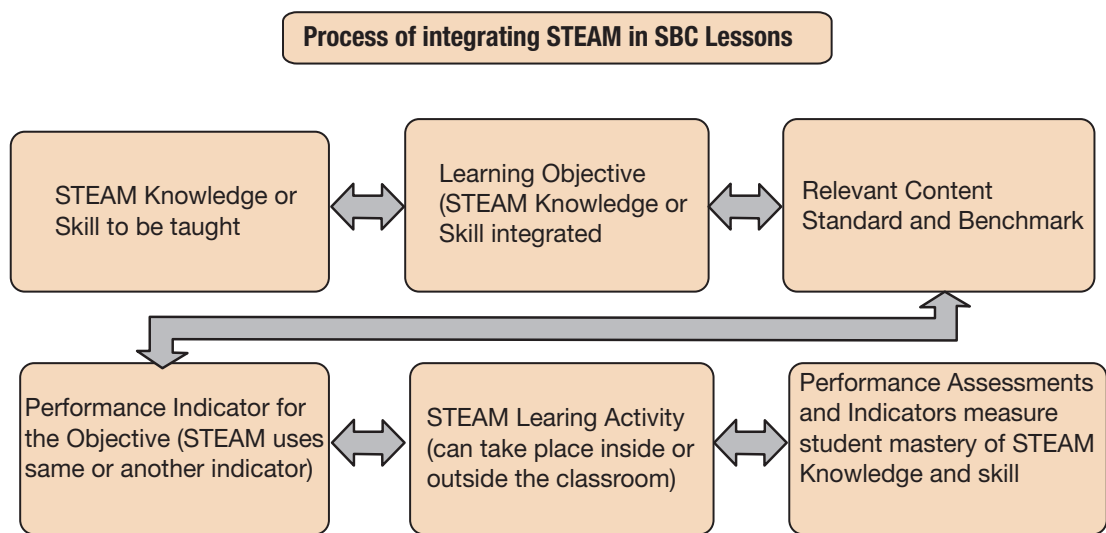 Process of integrating STEAM in SBC Lessons
STEAM Knowledge or
Skill to be taught
Learning Objective
(STEAM Knowledge or
Skill integrated
Relevant Content
Standard and Benchmark
Performance Indicator for
the Objective (STEAM uses
same or another indicator)
STEAM Learing Activity
(can take place inside or
outside the classroom)
Performance Assessments
and Indicators measure
student mastery of STEAM
Knowledge and skill